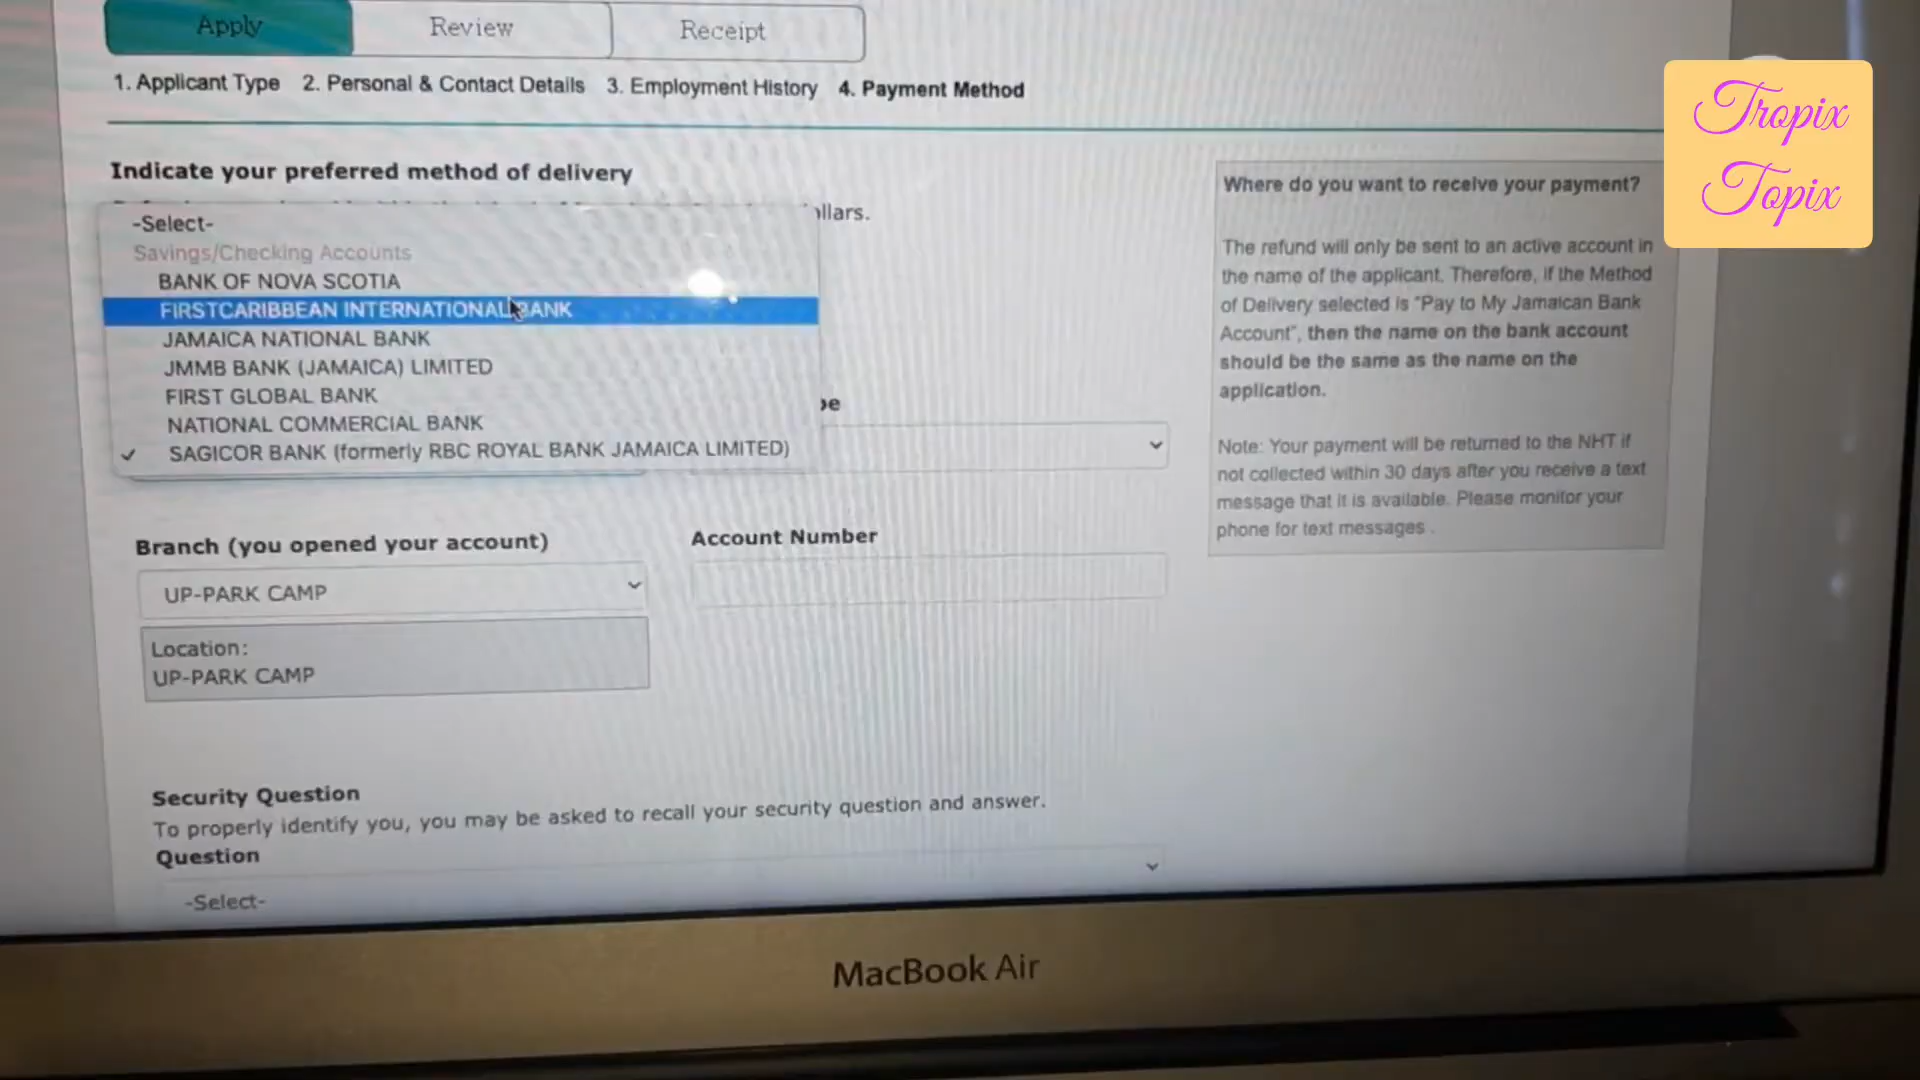 Apply
Review
Receipt
1. Applicant Type 2. Personal & Contact Details 3. Employment History 4. Payment Method
Tropix
Topix
Indicate your preferred method of delivery
ollars.
-Select-
Savings/Checking Accounts
BANK OF NOVA SCOTIA
FIRSTCARIBBEAN INTERNATIONAL BANK
JAMAICA NATIONAL BANK
JMMB BANK (JAMAICA) LIMITED
FIRST GLOBAL BANK
NATIONAL COMMERCIAL BANK
SAGICOR BANK (formerly RBC ROYAL BANK JAMAICA LIMITED)
pe
Where do you want to receive your payment?
The refund will only be sent to an active account in
the name of the applicant. Therefore, if the Method
of Delivery selected is "Pay to My Jamaican Bank
Account", then the name on the bank account
should be the same as the name on the
application.
Note: Your payment will be returned to the NHT if
not collected within 30 days after you receive a text
message that it is available. Please monitor your
phone for text messages .
Branch (you opened your account)
UP-PARK CAMP
Location:
UP-PARK CAMP
Account Number
Security Question
To properly identify you, you may be asked to recall your security question and answer.
Question
-Select-
MacBook Air